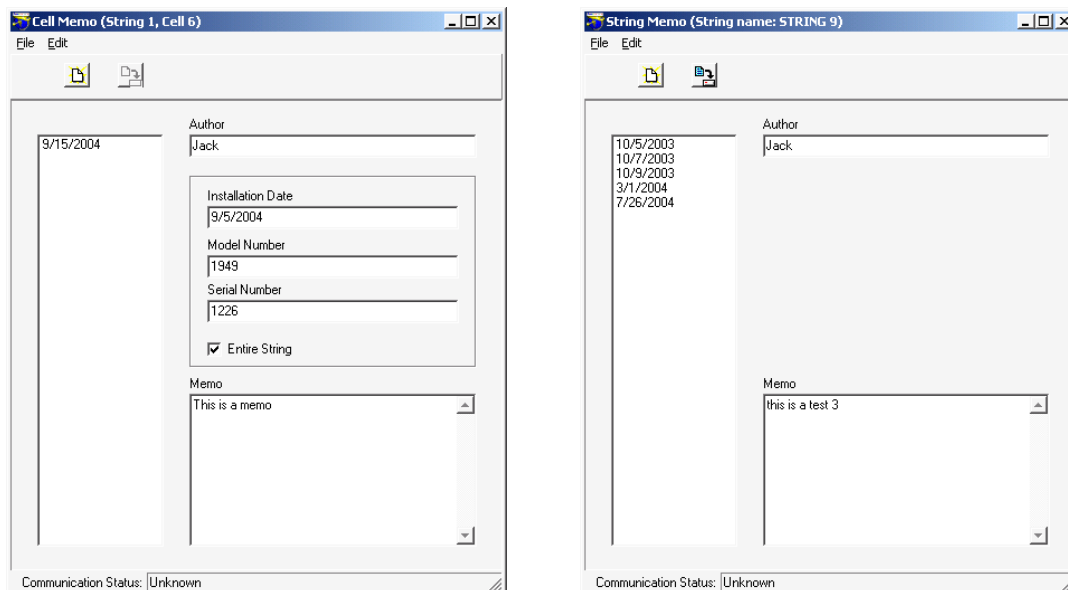 Cell Memo (String 1, Cell 6)
File Edit
9/15/2004
Author
Jack
Installation Date
9/5/2004
Model Number
1949
Serial Number
1226
Entire String
Memo
This is a memo
Communication Status: Unknown
String Memo (String name: STRING 9)
File Edit
10/5/2003
10/7/2003
10/9/2003
3/1/2004
7/26/2004
Author
Jack
Memo
this is a test 3
Communication Status: Unknown